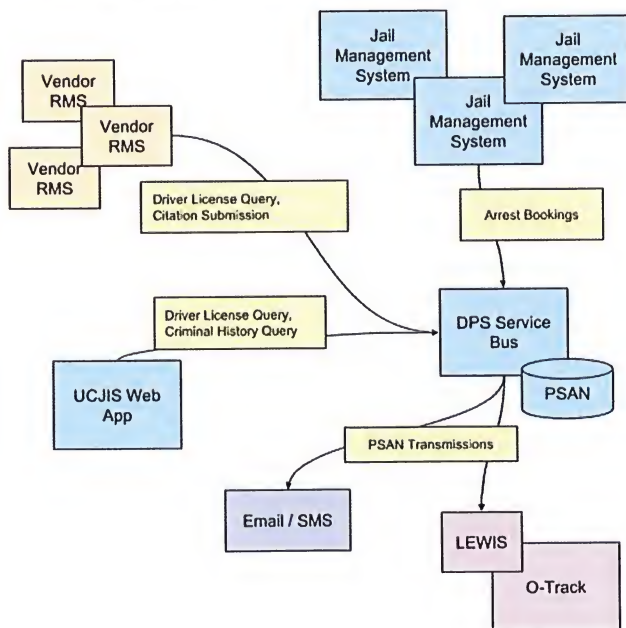 Jail
Management
System
Jail
Management
System
Jail
Management
System
Vendor
RMS
Vendor
RMS
Vendor
RMS
Driver License Query,
Citation Submission
Arrest Bookings
Driver License Query,
Criminal History Query
DPS Service
Bus
PSAN
UCJIS Web
App
PSAN Transmissions
Email / SMS
LEWIS
O-Track